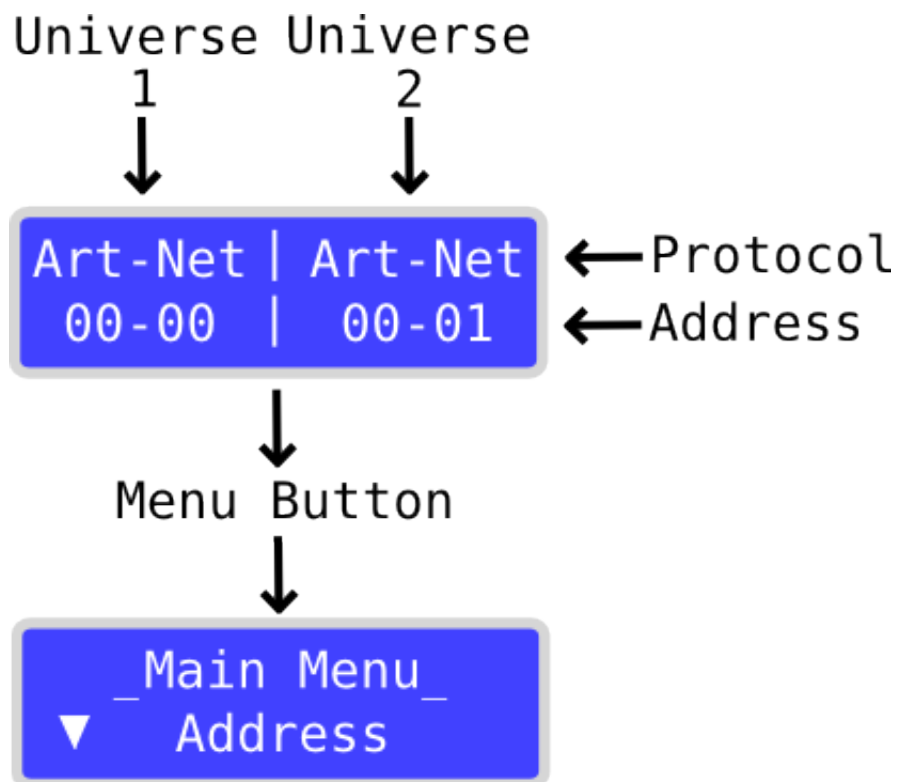 Universe Universe
1 2
Art-Net | Art-Net
00-00 | 00-01
Protocol
Address
Menu Button
_Main Menu_
▼ Address